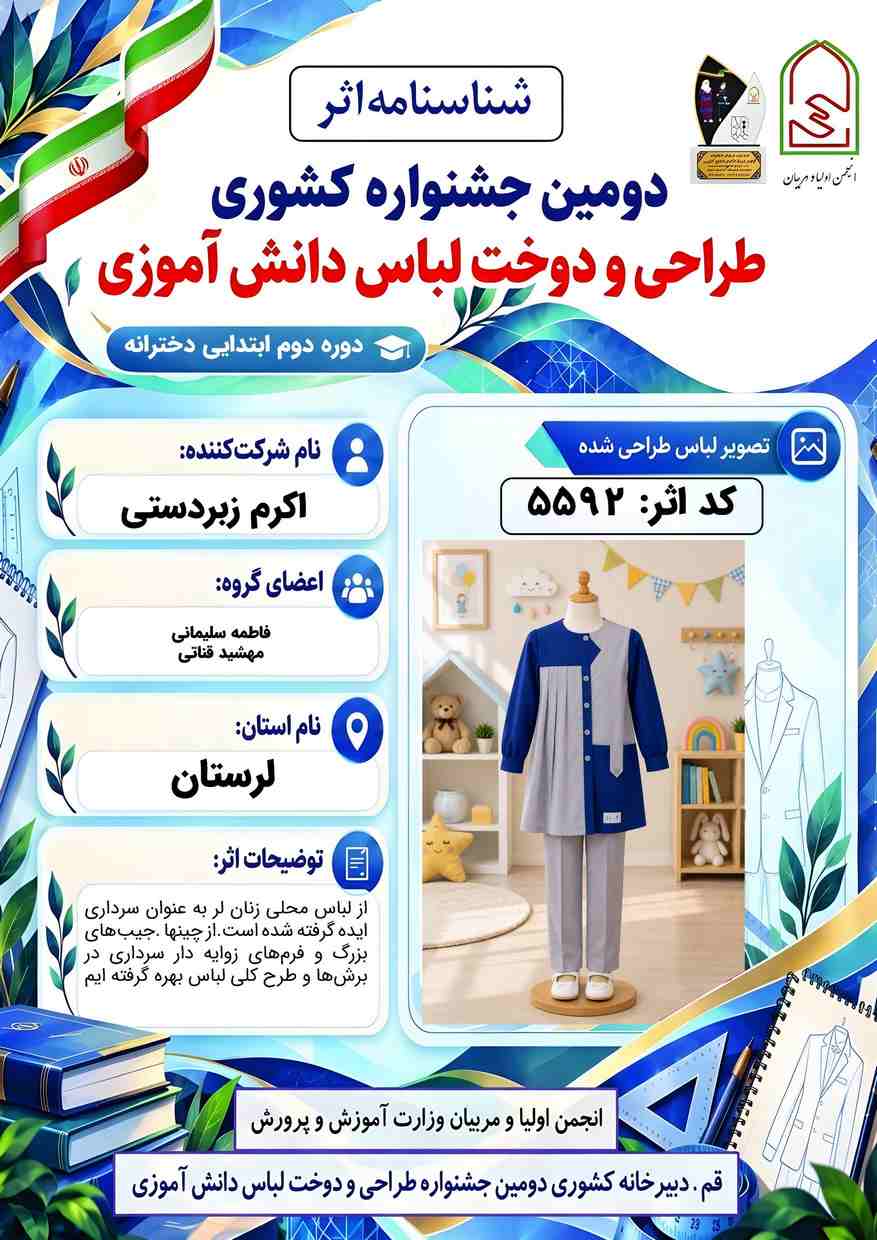 شناسنامه اثر
انجمن اولیا و مربیان
دومین جشنواره کشوری
طراحی و دوخت لباس دانش آموزی
دوره دوم ابتدایی دخترانه
نام شرکت‌کننده:
اکرم زبردستی
اعضای گروه:
فاطمه سلیمانی
مهشید قناتی
نام استان:
لرستان
توضیحات اثر:
از لباس محلی زنان لر به عنوان سرداری
ایده گرفته شده است.از چینها .جیب‌های
بزرگ و فرم‌های زوایه دار سرداری در
برش‌ها و طرح کلی لباس بهره گرفته ایم
تصویر لباس طراحی شده
کد اثر: ۵۵۹۲
انجمن اولیا و مربیان وزارت آموزش و پرورش
قم . دبیرخانه کشوری دومین جشنواره طراحی و دوخت لباس دانش آموزی